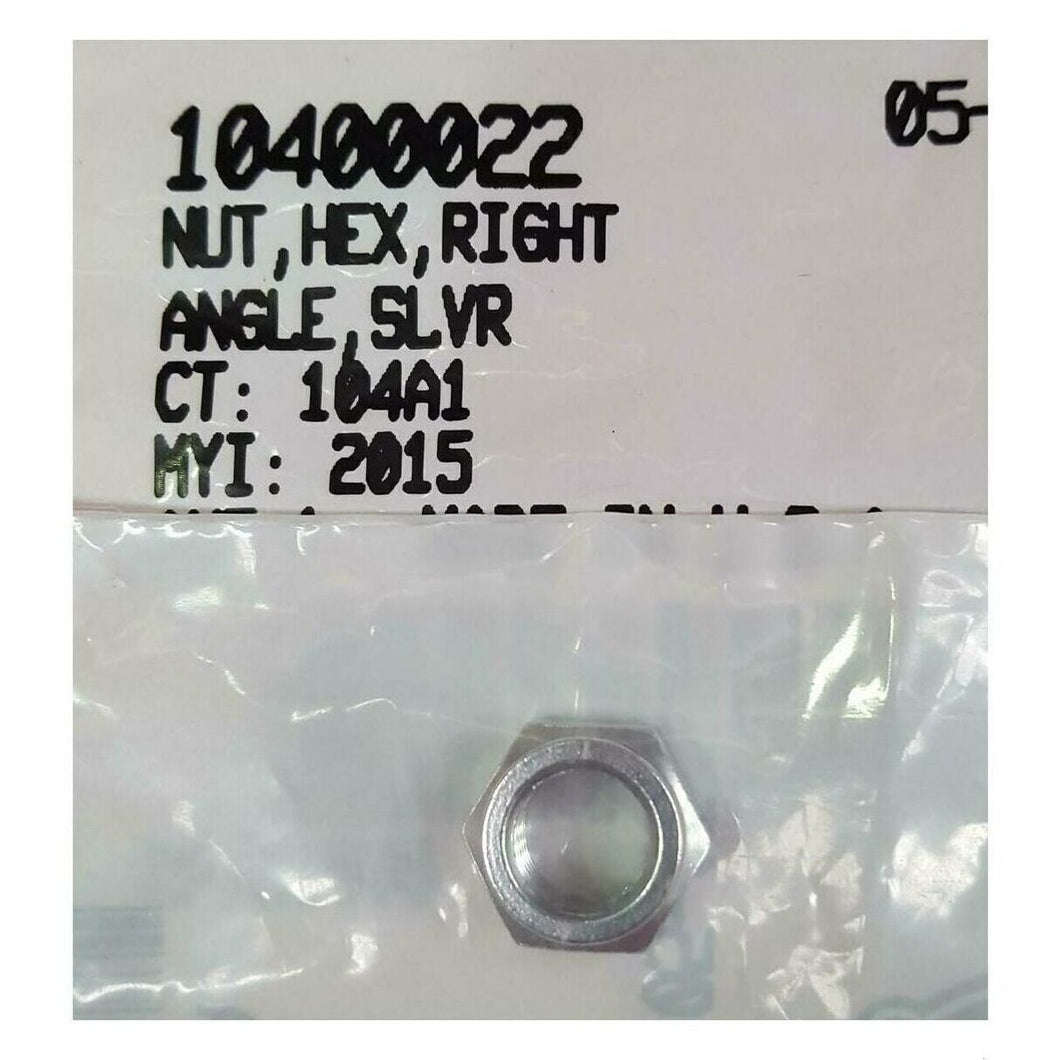 10400022
05-
NUT,HEX,RIGHT
ANGLE,SLVR
CT: 104A1
MYI: 2015